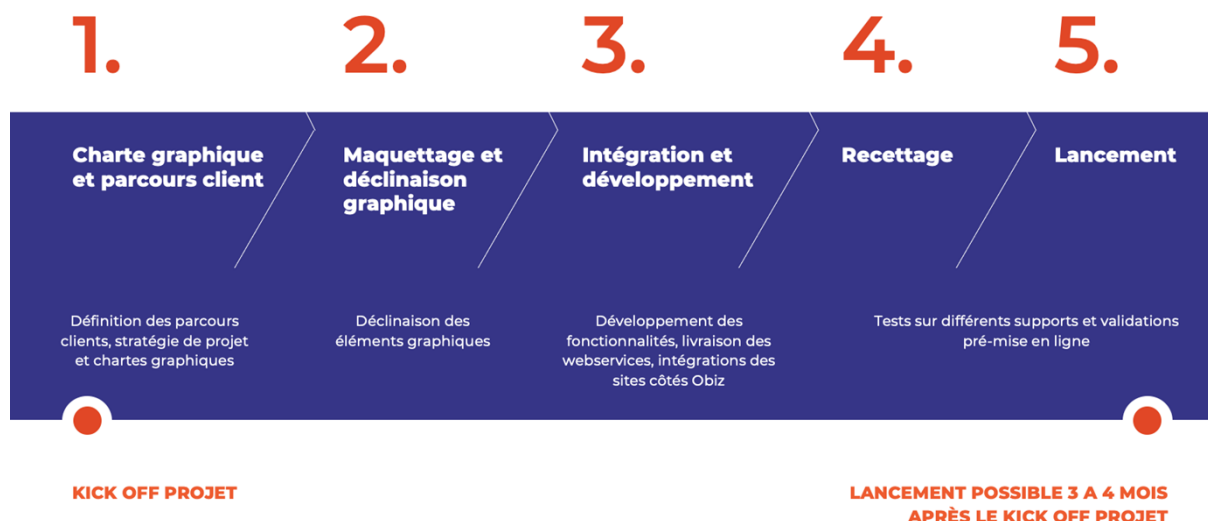 1.
2.
3.
4.
5.
Charte graphique
et parcours client
Maquettage et
déclinaison
graphique
Intégration et
développement
Recettage
Lancement
Définition des parcours
clients, stratégie de projet
et chartes graphiques
Déclinaison des
éléments graphiques
Développement des
fonctionnalités, livraison des
webservices, intégrations des
sites côtés Obiz
Tests sur différents supports et validations
pré-mise en ligne
KICK OFF PROJET
LANCEMENT POSSIBLE 3 A 4 MOIS
APRÈS LE KICK OFF PROJET